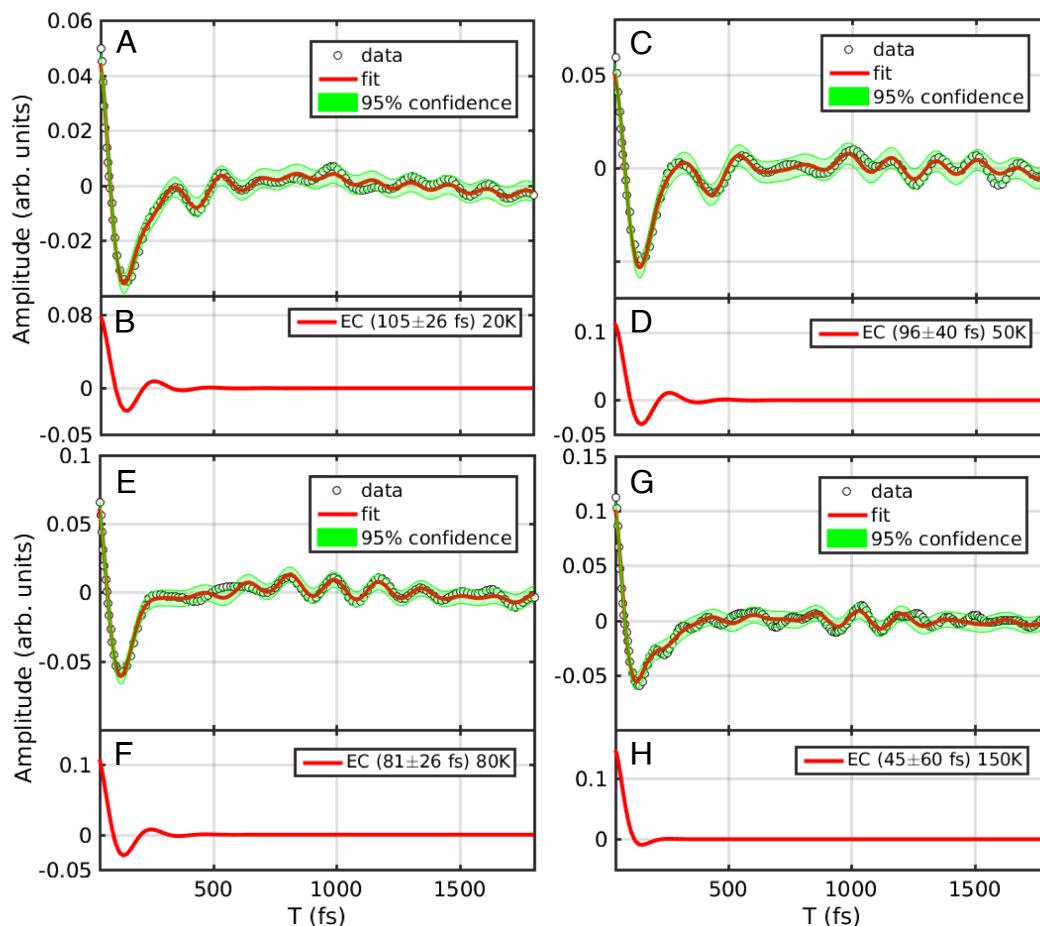 A
0.06
0.04
0.02
0
-0.02
Amplitude (arb. units)
data
fit
95% confidence
B
0.08
0
-0.05
EC (105±26 fs) 20K
C
0.05
0
data
fit
95% confidence
D
0.1
0
-0.05
EC (96±40 fs) 50K
E
0.1
0.05
0
-0.05
Amplitude (arb. units)
data
fit
95% confidence
F
0.1
0
-0.05
EC (81±26 fs) 80K
500
1000
1500
T (fs)
G
0.15
0.1
0.05
0
-0.05
data
fit
95% confidence
H
0.1
0
EC (45±60 fs) 150K
500
1000
1500
T (fs)